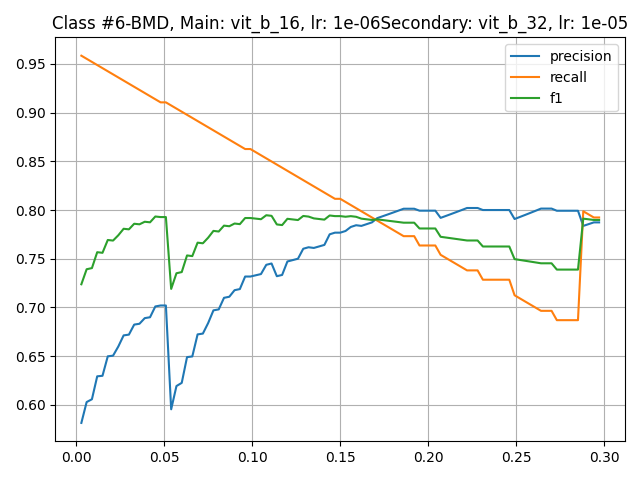 Class #6-BMD, Main: vit_b_16, lr: 1e-06Secondary: vit_b_32, lr: 1e-05
precision
recall
f1
0.95
0.90
0.85
0.80
0.75
0.70
0.65
0.60
0.00 0.05 0.10 0.15 0.20 0.25 0.30